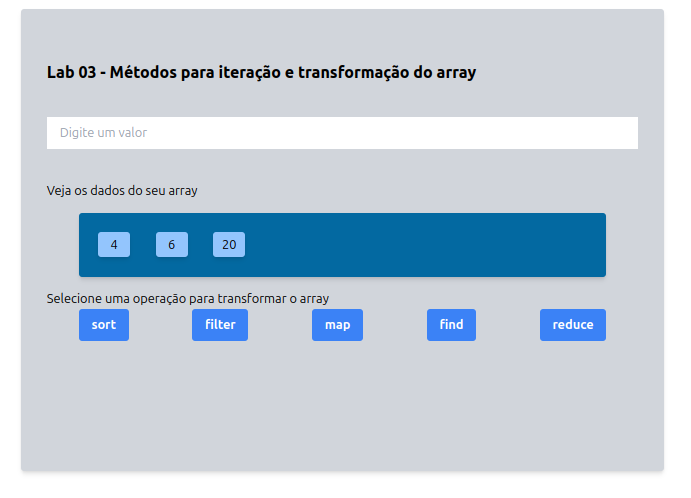 Lab 03 - Métodos para iteração e transformação do array
Digite um valor
Veja os dados do seu array
4 6 20
Selecione uma operação para transformar o array
sort filter map find reduce